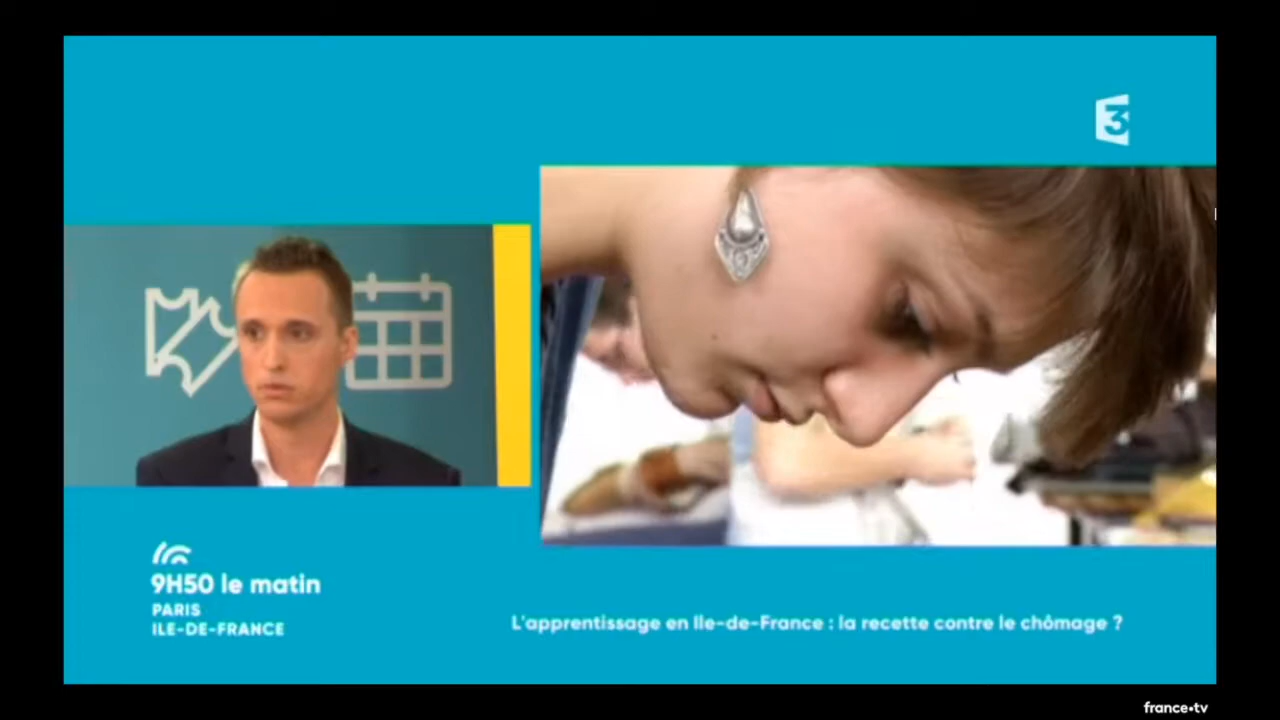 3
9H50 le matin
PARIS
ILE-DE-FRANCE
L'apprentissage en Ile-de-France : la recette contre le chômage ?
france•tv